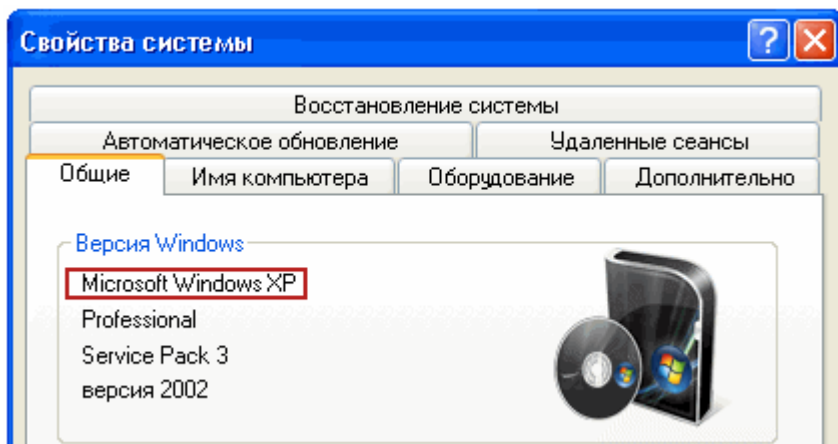 Свойства системы
Восстановление системы
Автоматическое обновление Удаленные сеансы
Общие Имя компьютера Оборудование Дополнительно
Версия Windows
Microsoft Windows XP
Professional
Service Pack 3
версия 2002